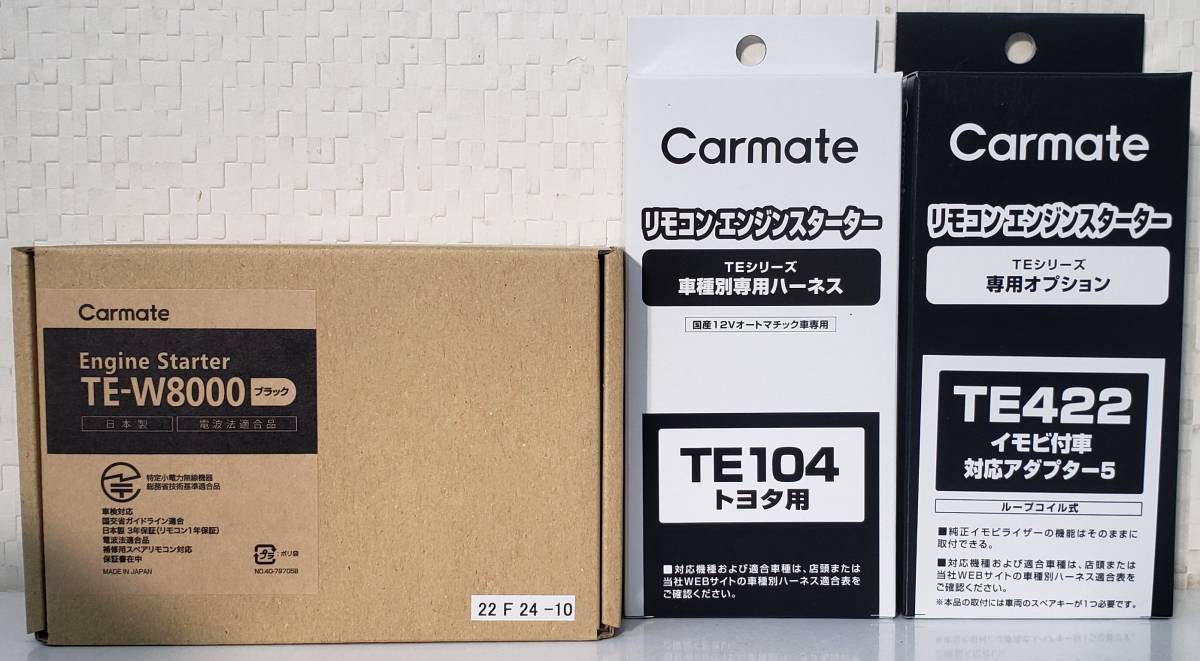 Carmate
Engine Starter
TE-W8000 ブラック
日本製 電波法適合品
特定小電力無線機器
総務省技術基準適合品
車検対応
国交省ガイドライン適合
日本製 3年保証(リモコン1年保証)
電波法適合品
補修用スペアリモコン対応
保証書在中
MADE IN JAPAN
プラ :ポリ袋
NO.40-797058
22 F 24 -10
Carmate
リモコンエンジンスターター
TEシリーズ
車種別専用ハーネス
国産12Vオートマチック車専用
TE104
トヨタ用
■対応機種および適合車種は、店頭または
当社WEBサイトの車種別ハーネス適合表を
ご確認ください。
Carmate
リモコンエンジンスターター
TEシリーズ
専用オプション
TE422
イモビ付車
対応アダプター5
ループコイル式
■純正イモビライザーの機能はそのままに
取付できる。
■対応機種および適合車種は、店頭または
当社WEBサイトの車種別ハーネス適合表を
ご確認ください。
※本品の取付には車両のスペアキーが1つ必要です。